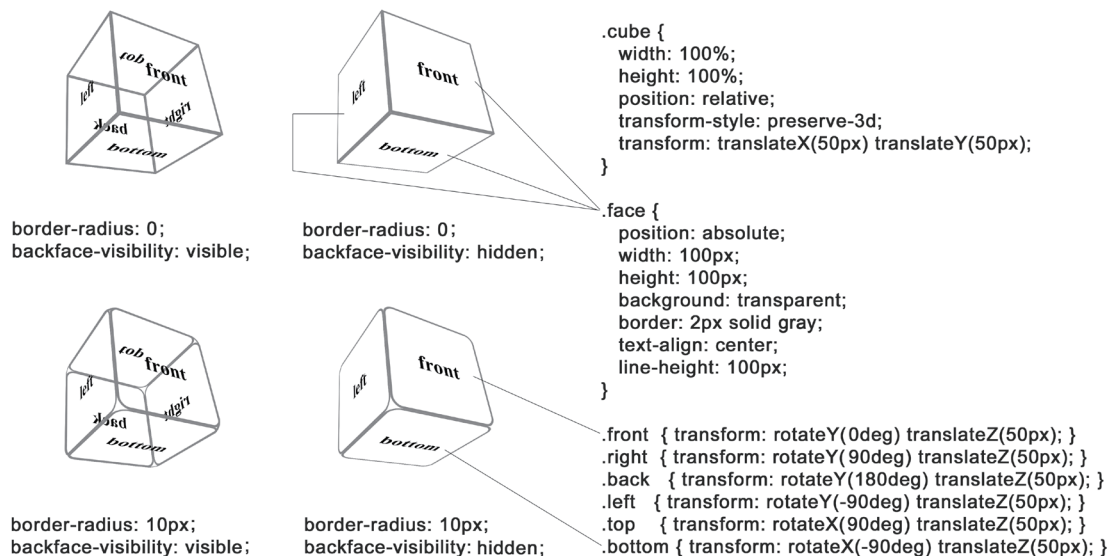 top
front
left
right
back
bottom
border-radius: 0;
backface-visibility: visible;
front
left
bottom
border-radius: 0;
backface-visibility: hidden;
top
front
left
right
back
bottom
border-radius: 10px;
backface-visibility: visible;
front
left
bottom
border-radius: 10px;
backface-visibility: hidden;
.cube {
width: 100%;
height: 100%;
position: relative;
transform-style: preserve-3d;
transform: translateX(50px) translateY(50px);
}
.face {
position: absolute;
width: 100px;
height: 100px;
background: transparent;
border: 2px solid gray;
text-align: center;
line-height: 100px;
}
.front { transform: rotateY(0deg) translateZ(50px); }
.right { transform: rotateY(90deg) translateZ(50px); }
.back { transform: rotateY(180deg) translateZ(50px); }
.left { transform: rotateY(-90deg) translateZ(50px); }
.top { transform: rotateX(90deg) translateZ(50px); }
.bottom { transform: rotateX(-90deg) translateZ(50px); }